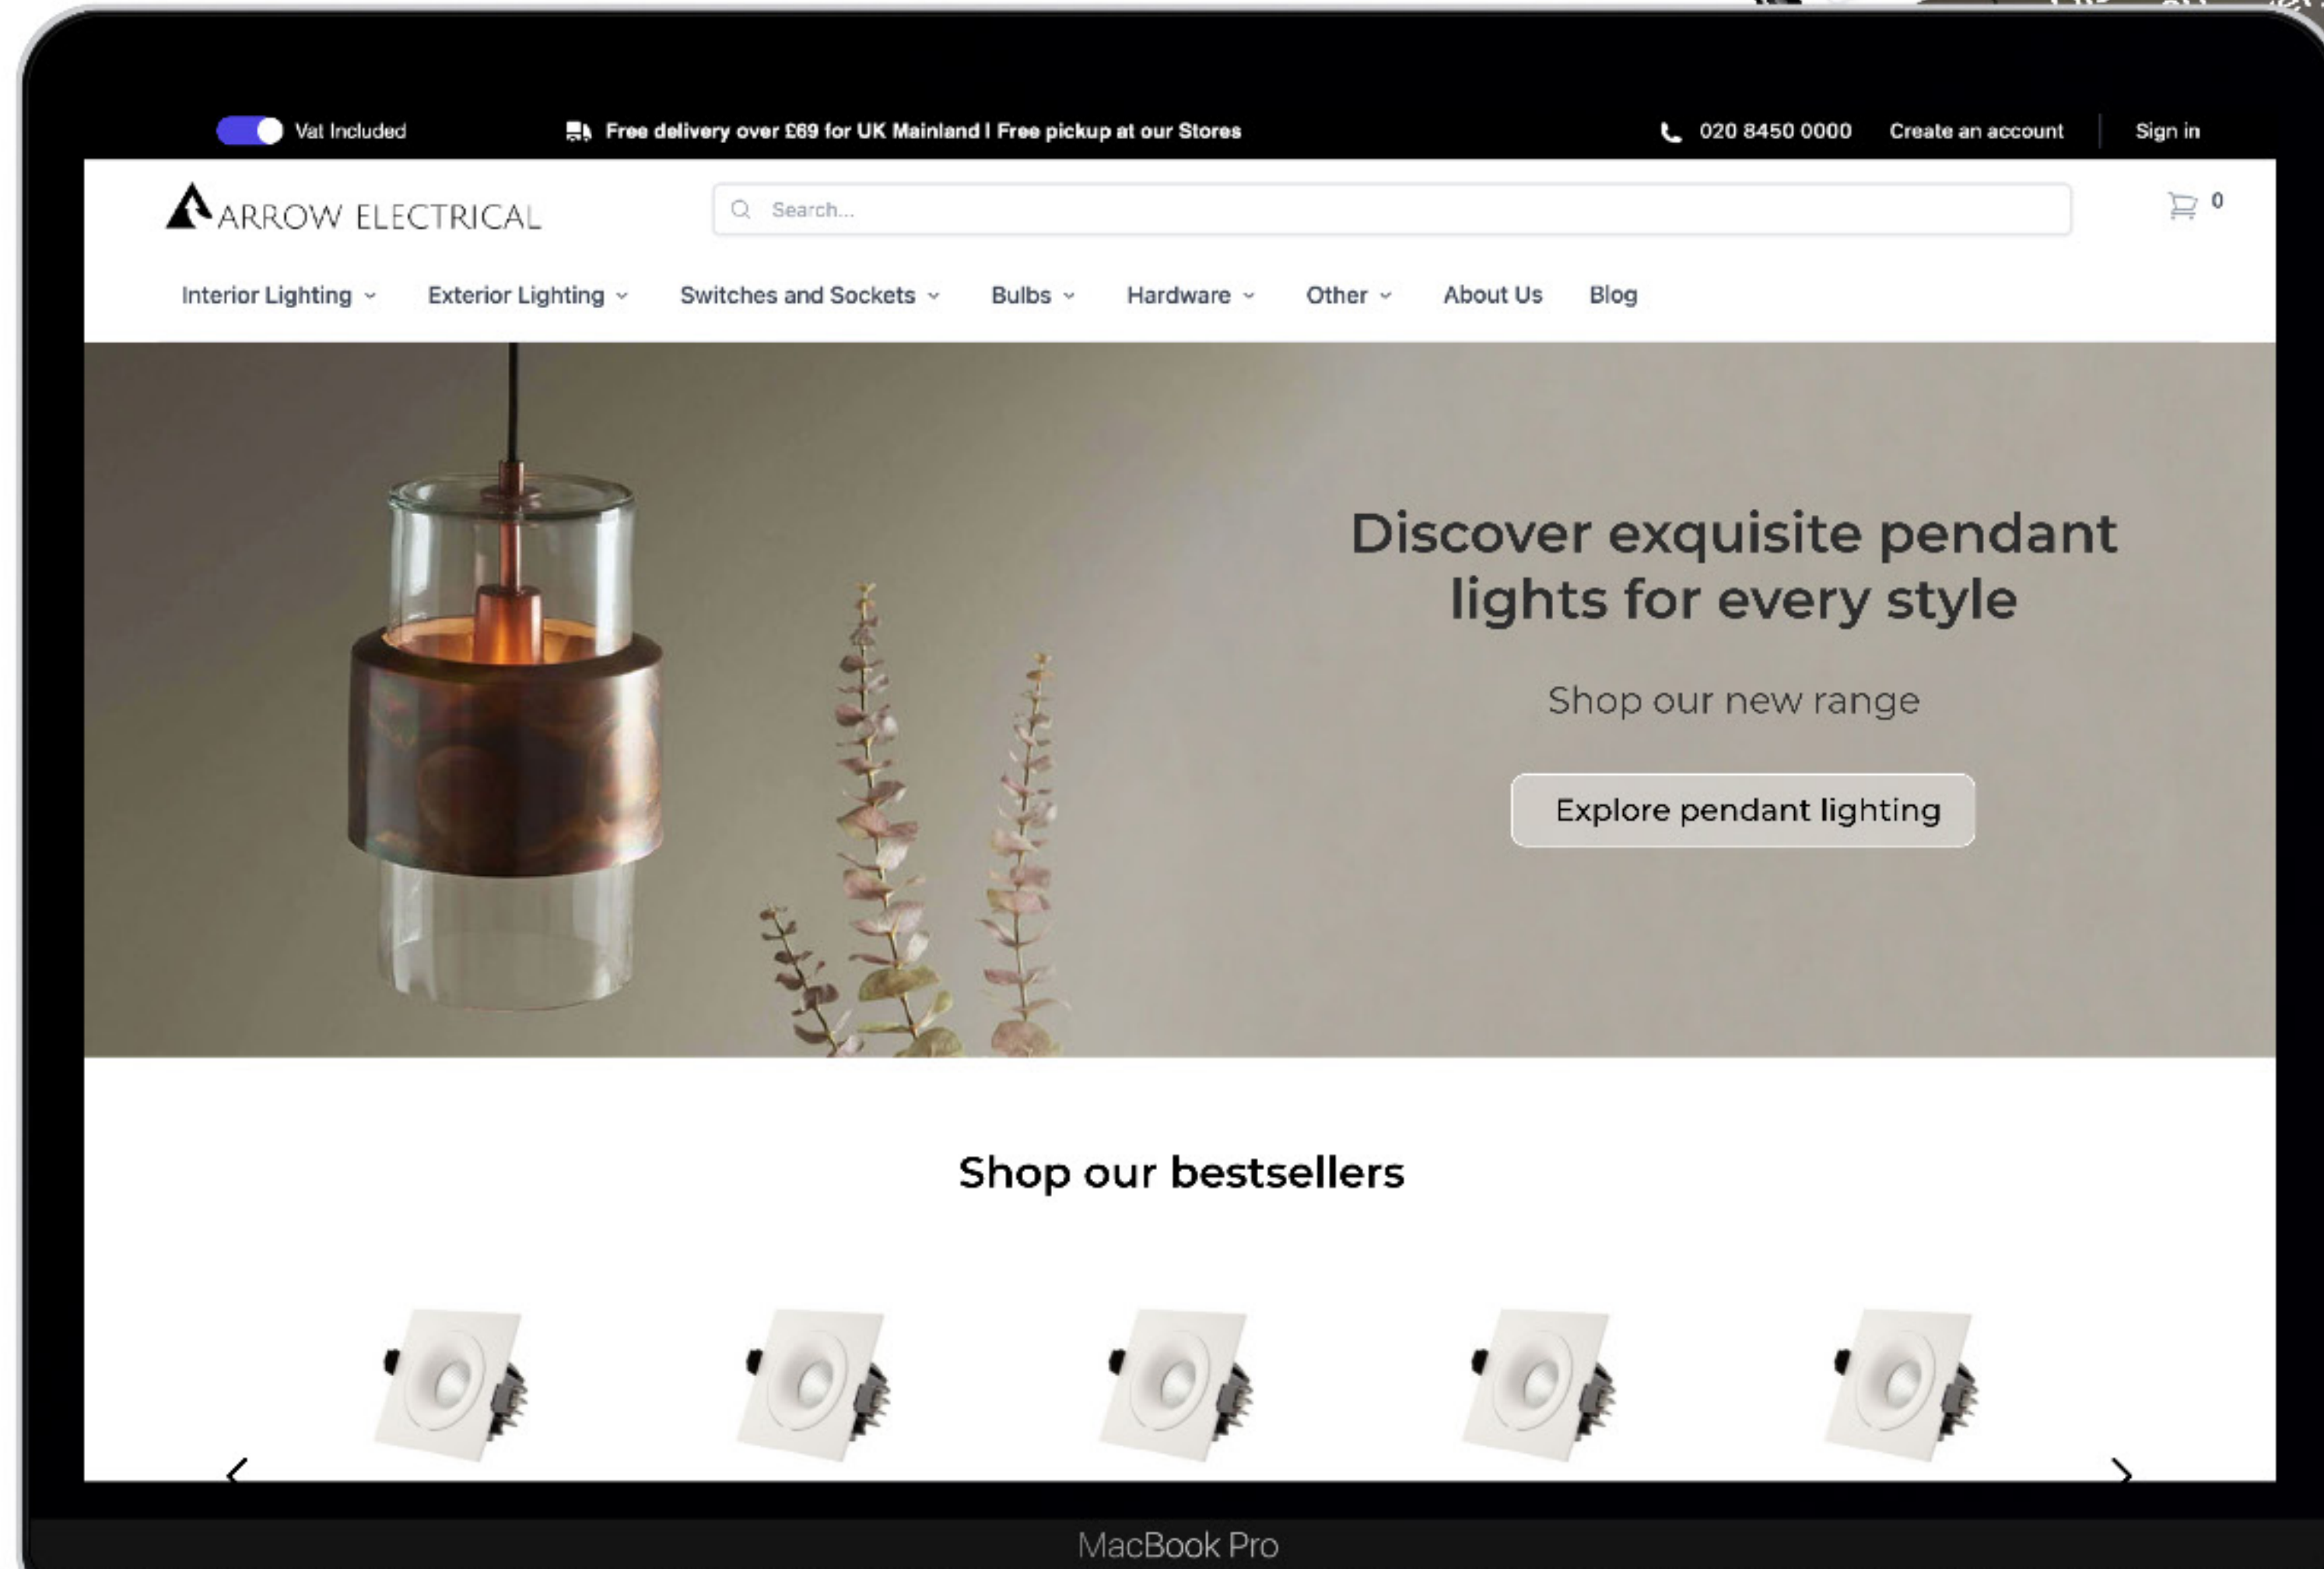 Vat Included
Free delivery over £69 for UK Mainland | Free pickup at our Stores
020 8450 0000
Create an account
Sign in
ARROW ELECTRICAL
Search...
0
Interior Lighting
Exterior Lighting
Switches and Sockets
Bulbs
Hardware
Other
About Us
Blog
Discover exquisite pendant
lights for every style
Shop our new range
Explore pendant lighting
Shop our bestsellers
MacBook Pro